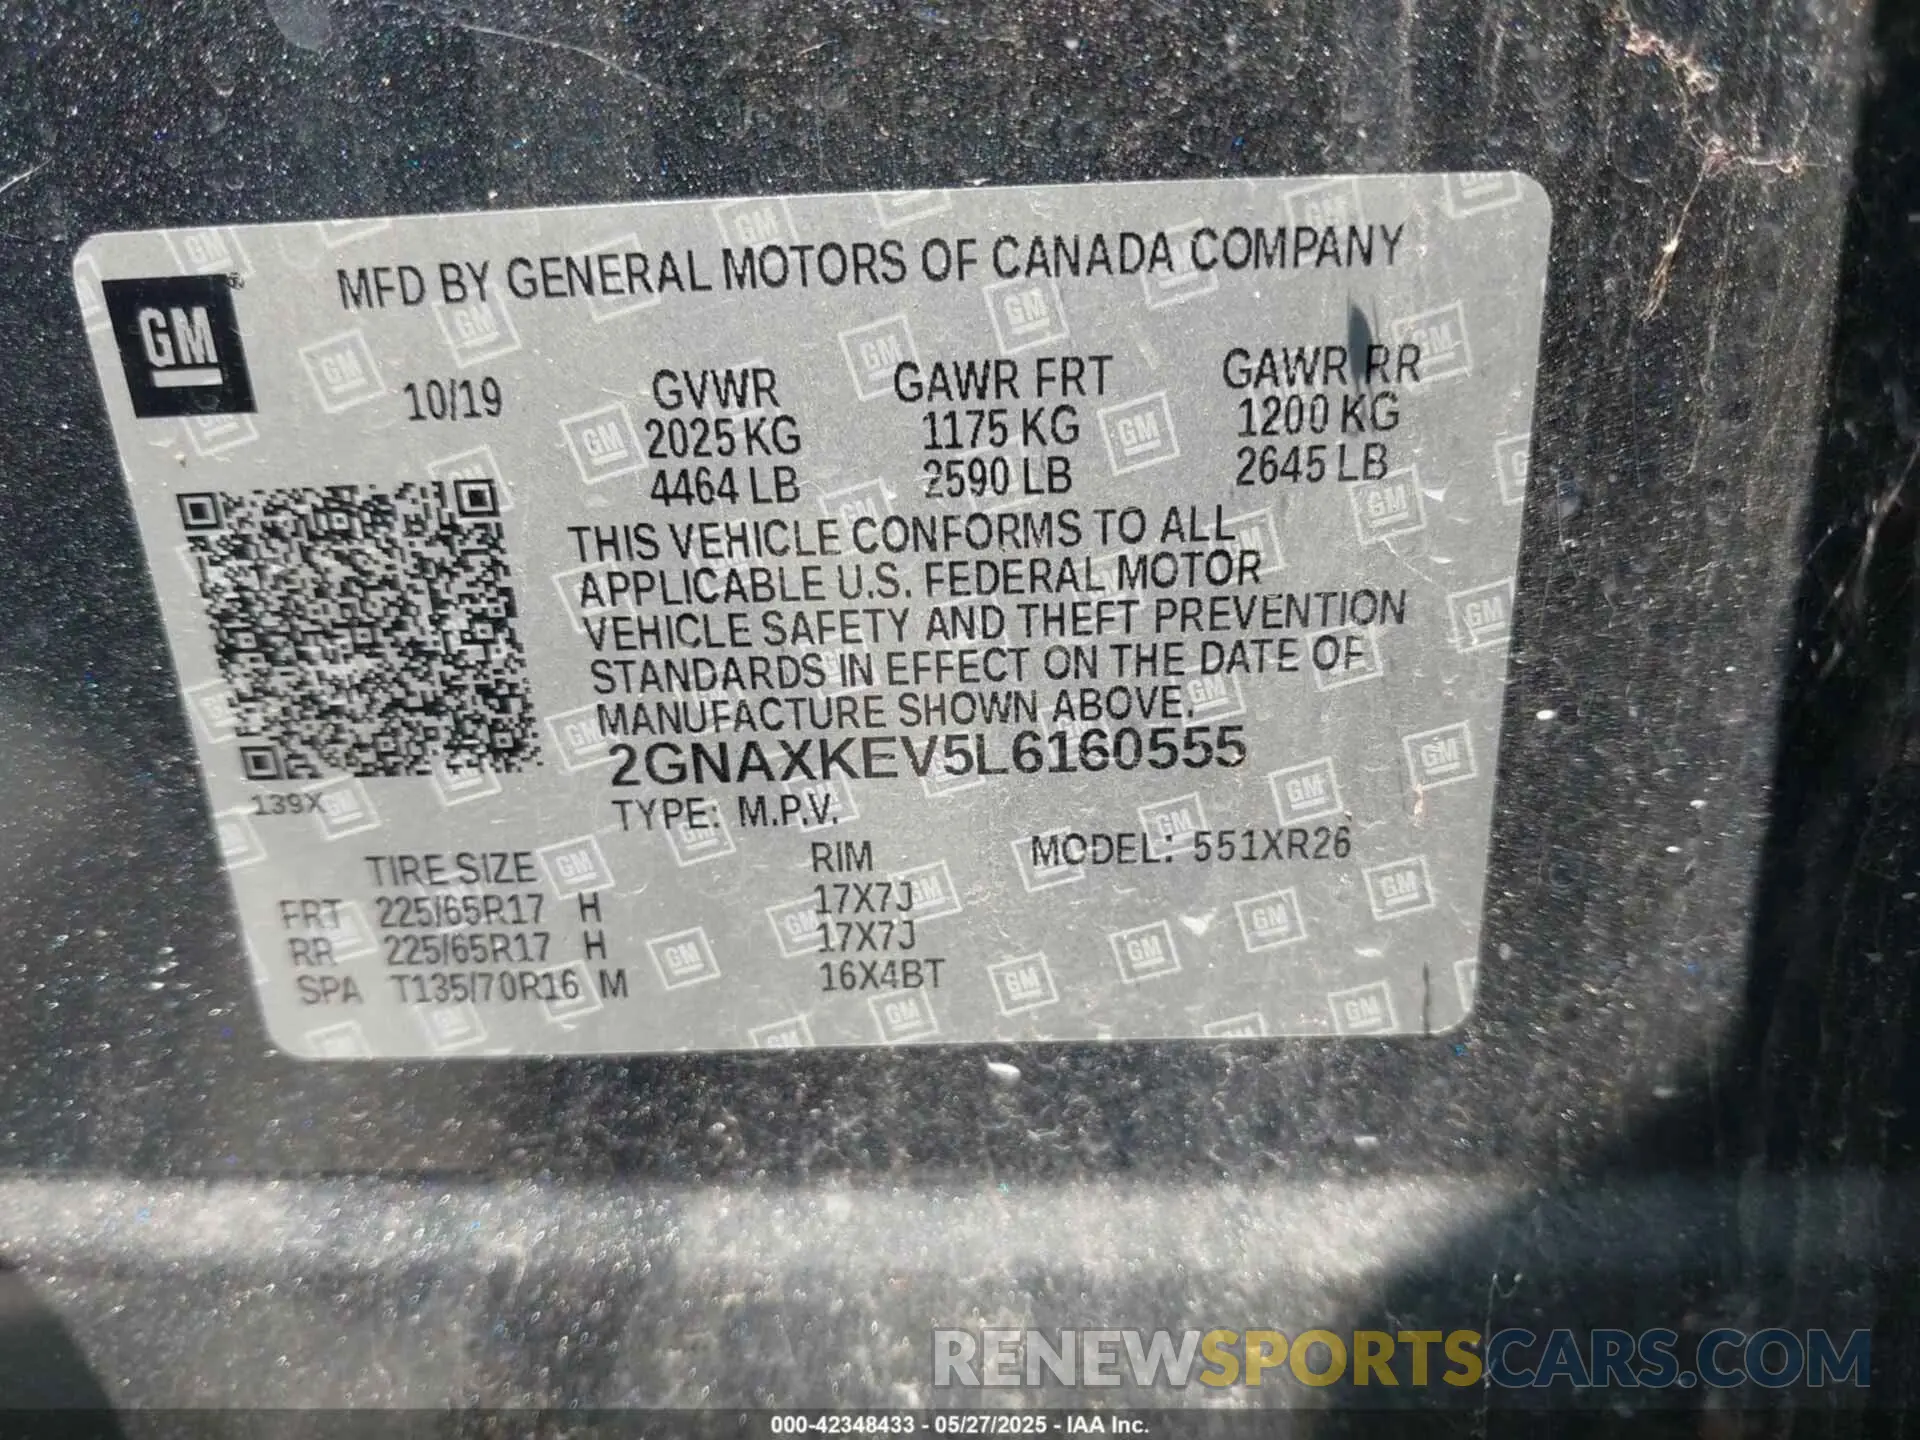 MFD BY GENERAL MOTORS OF CANADA COMPANY
GM ®
10/19 GVWR GAWR FRT GAWR RR
2025 KG 1175 KG 1200 KG
4464 LB 2590 LB 2645 LB
THIS VEHICLE CONFORMS TO ALL
APPLICABLE U.S. FEDERAL MOTOR
VEHICLE SAFETY AND THEFT PREVENTION
STANDARDS IN EFFECT ON THE DATE OF
MANUFACTURE SHOWN ABOVE.
2GNAXKEV5L6160555
139X
TYPE: M.P.V.
TIRE SIZE RIM MODEL: 551XR26
FRT 225/65R17 H 17X7J
RR 225/65R17 H 17X7J
SPA T135/70R16 M 16X4BT
RENEWSPORTSCARS.COM
000-42348433 - 05/27/2025 - IAA Inc.